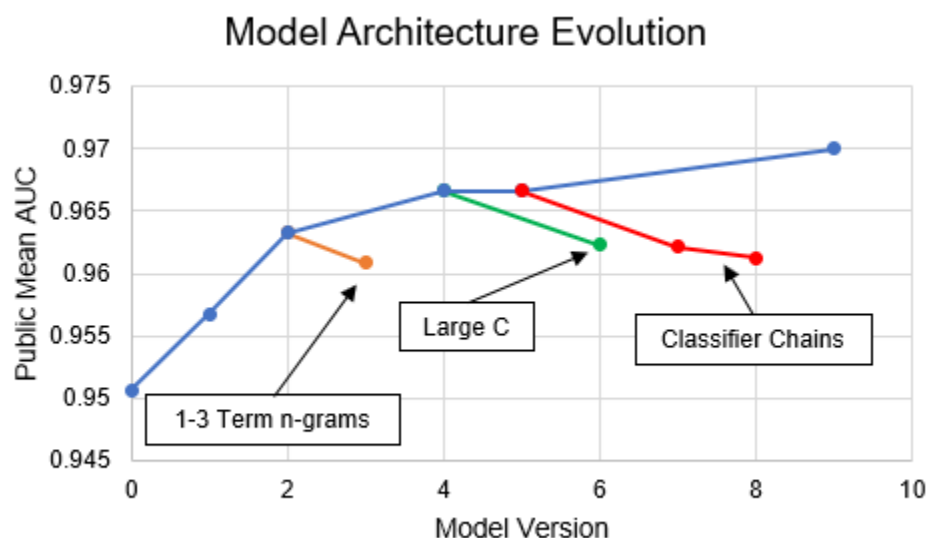 Model Architecture Evolution
Public Mean AUC
0.975
0.97
0.965
0.96
0.955
0.95
0.945
1-3 Term n-grams
Large C
Classifier Chains
0 2 4 6 8 10
Model Version